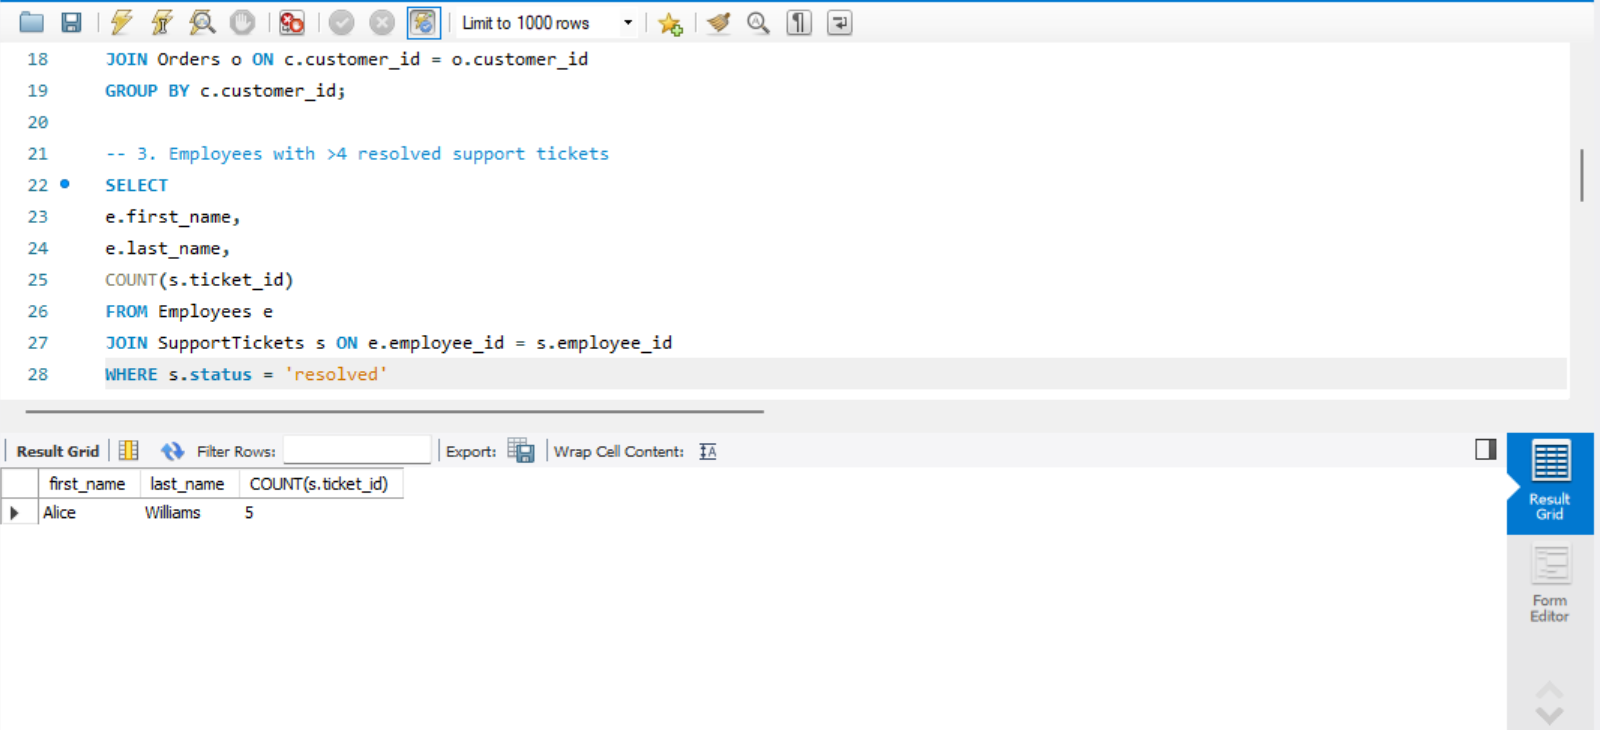 Limit to 1000 rows
18 JOIN Orders o ON c.customer_id = o.customer_id
19 GROUP BY c.customer_id;
20
21 -- 3. Employees with >4 resolved support tickets
22 SELECT
23 e.first_name,
24 e.last_name,
25 COUNT(s.ticket_id)
26 FROM Employees e
27 JOIN SupportTickets s ON e.employee_id = s.employee_id
28 WHERE s.status = 'resolved'
Result Grid Filter Rows: Export: Wrap Cell Content: IA
first_name last_name COUNT(s.ticket_id)
Alice Williams 5
Result
Grid
Form
Editor